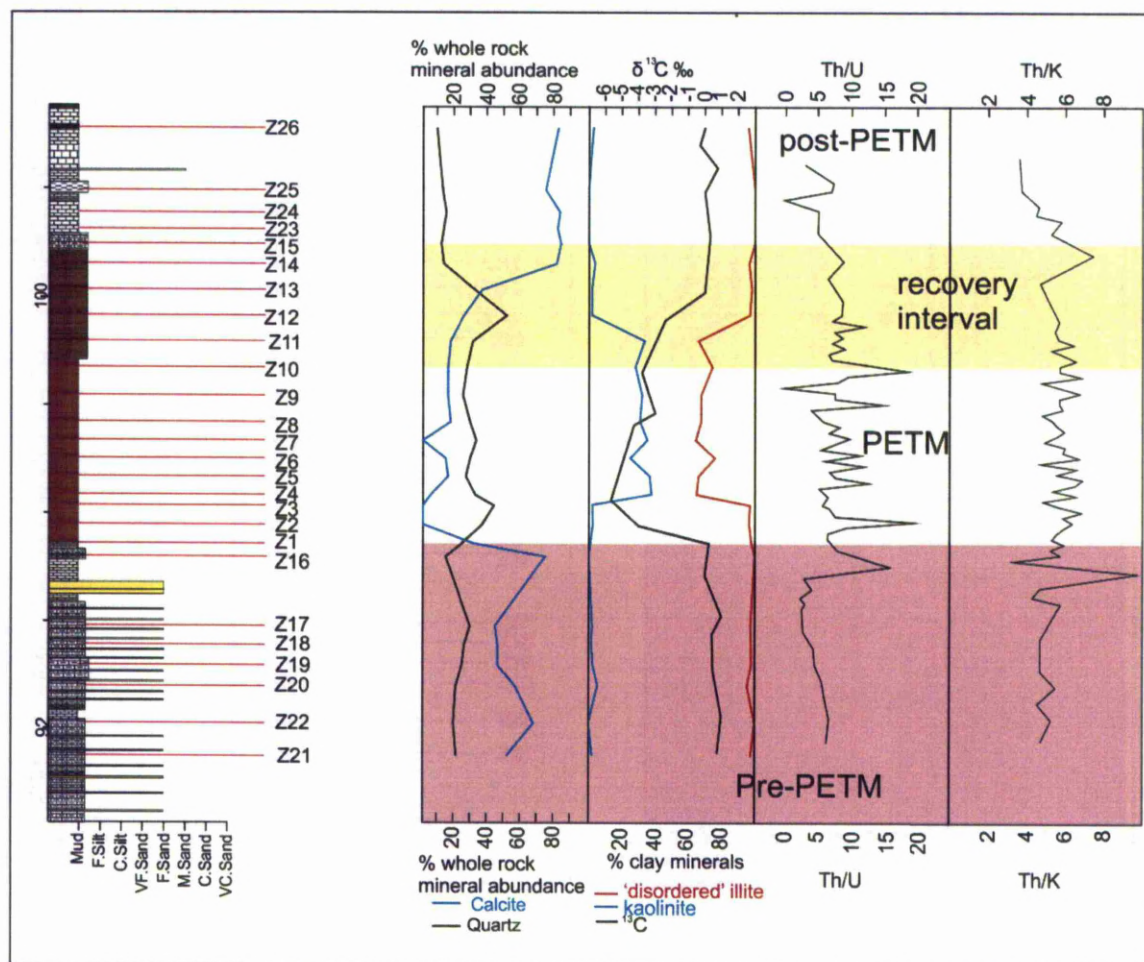 % whole rock
mineral abundance
20 40 60 80
δ ¹³C ‰
-6 -5 -4 -3 -2 -1 0 1 2
Th/U
0 5 10 15 20
Th/K
2 4 6 8
post-PETM
recovery
interval
PETM
Pre-PETM
Z26
Z25
Z24
Z23
Z15
Z14
Z13
Z12
Z11
Z10
Z9
Z8
Z7
Z6
Z5
Z4
Z3
Z2
Z1
Z16
Z17
Z18
Z19
Z20
Z22
Z21
100
92
Mud
F.Silt
C.Silt
VF.Sand
F.Sand
M.Sand
C.Sand
VC.Sand
20 40 60 80
% whole rock
mineral abundance
Calcite
Quartz
20 40 60 80
% clay minerals
'disordered' illite
kaolinite
¹³C
0 5 10 15 20
Th/U
2 4 6 8
Th/K